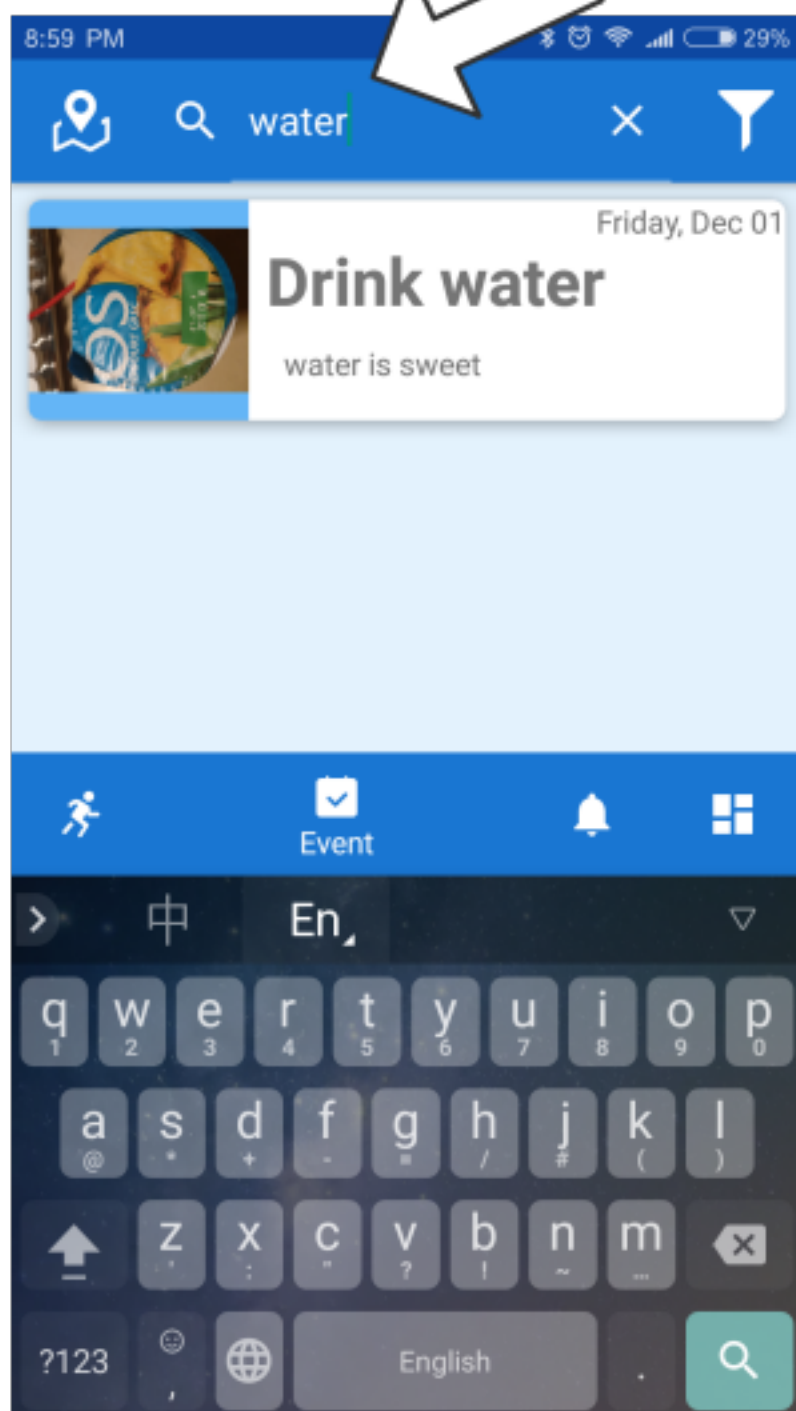 8:59 PM 29%
water
Friday, Dec 01
Drink water
water is sweet
Event
中 En
q w e r t y u i o p
1 2 3 4 5 6 7 8 9 0
a s d f g h j k l
@ * + - = / # ( )
z x c v b n m
' : " ? ! ~ ...
?123 , English .